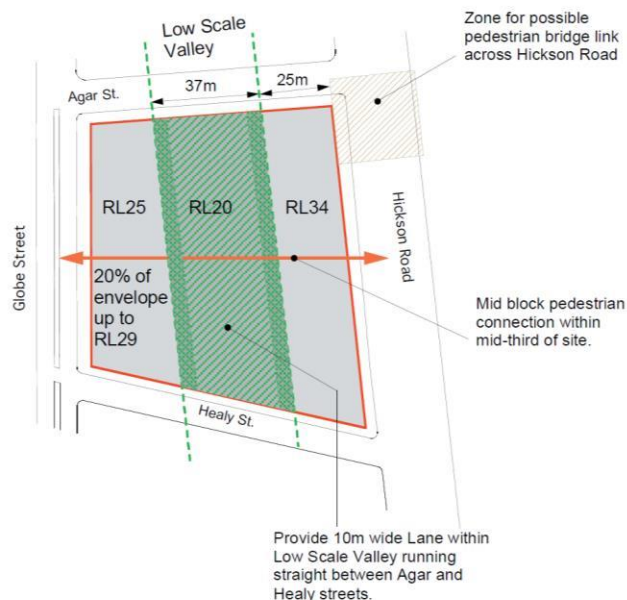 Low Scale
Valley
Zone for possible
pedestrian bridge link
across Hickson Road
37m
25m
Agar St.
RL25
RL20
RL34
Hickson Road
Globe Street
20% of
envelope
up to
RL29
Mid block pedestrian
connection within
mid-third of site.
Healy St.
Provide 10m wide Lane within
Low Scale Valley running
straight between Agar and
Healy streets.